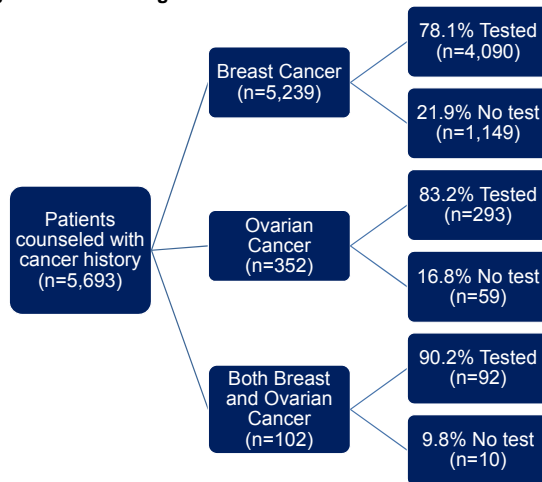 Patients
counseled with
cancer history
(n=5,693)
Breast Cancer
(n=5,239)
78.1% Tested
(n=4,090)
21.9% No test
(n=1,149)
Ovarian
Cancer
(n=352)
83.2% Tested
(n=293)
16.8% No test
(n=59)
Both Breast
and Ovarian
Cancer
(n=102)
90.2% Tested
(n=92)
9.8% No test
(n=10)